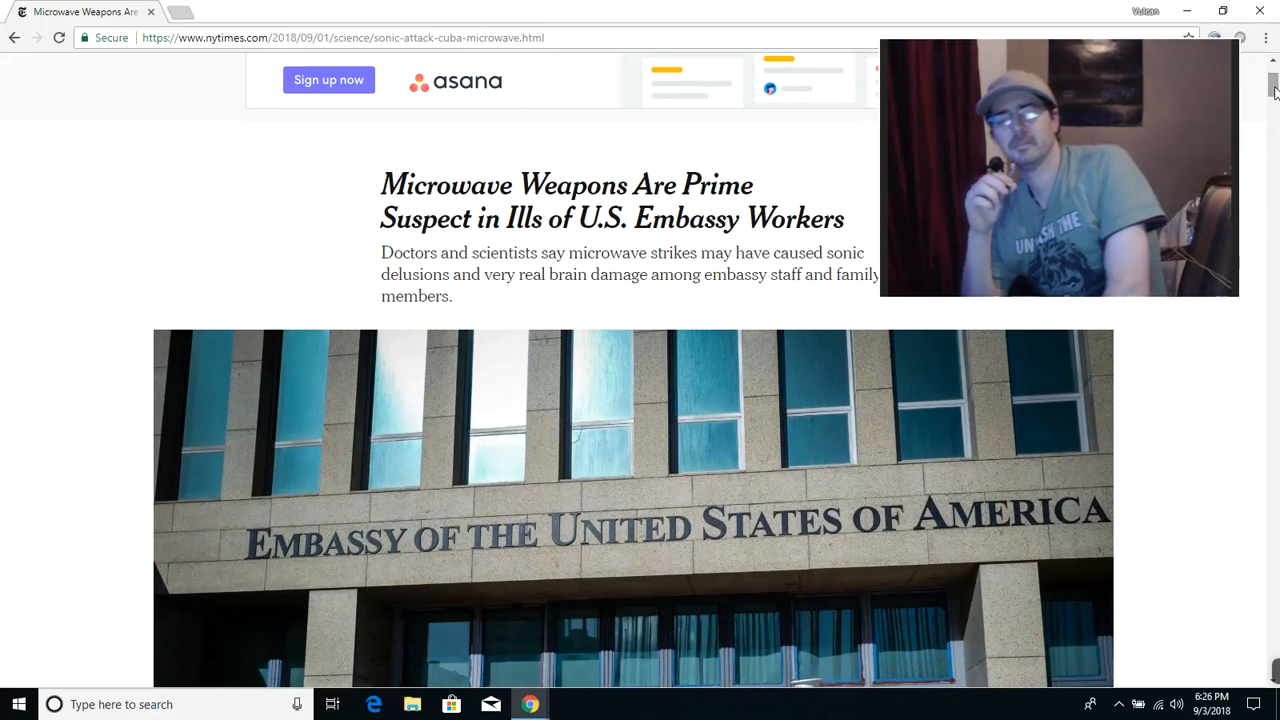 Microwave Weapons Are
Vulcan
Secure
https://www.nytimes.com/2018/09/01/science/sonic-attack-cuba-microwave.html
Sign up now
asana
Microwave Weapons Are Prime
Suspect in Ills of U.S. Embassy Workers
Doctors and scientists say microwave strikes may have caused sonic
delusions and very real brain damage among embassy staff and family
members.
THE
EMBASSY OF THE UNITED STATES OF AMERICA
Type here to search
6:26 PM
9/3/2018